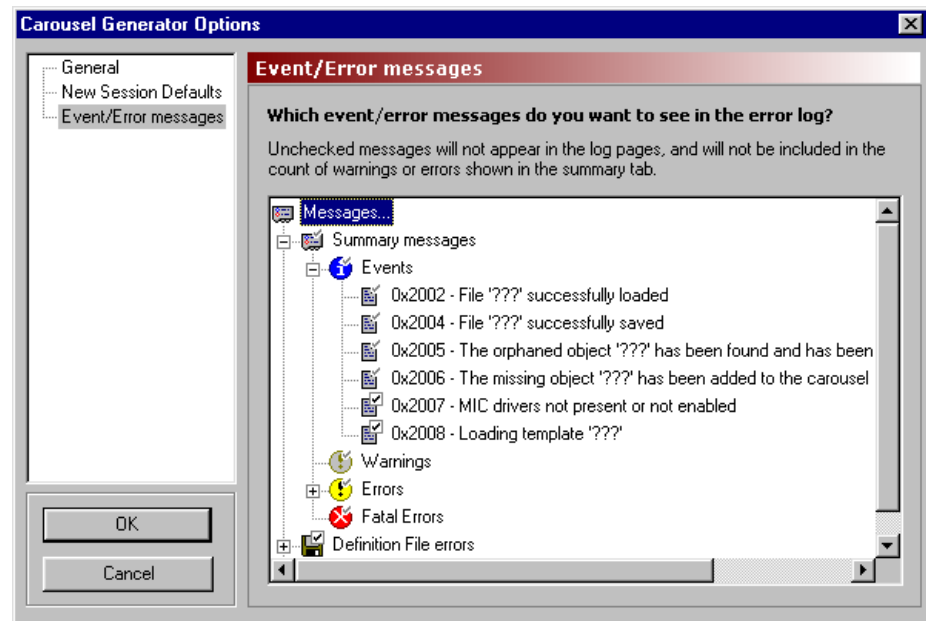 Carousel Generator Options
General
New Session Defaults
Event/Error messages
OK
Cancel
Event/Error messages
Which event/error messages do you want to see in the error log?
Unchecked messages will not appear in the log pages, and will not be included in the
count of warnings or errors shown in the summary tab.
Messages...
Summary messages
Events
0x2002 - File '???' successfully loaded
0x2004 - File '???' successfully saved
0x2005 - The orphaned object '???' has been found and has been
0x2006 - The missing object '???' has been added to the carousel
0x2007 - MIC drivers not present or not enabled
0x2008 - Loading template '???'
Warnings
Errors
Fatal Errors
Definition File errors